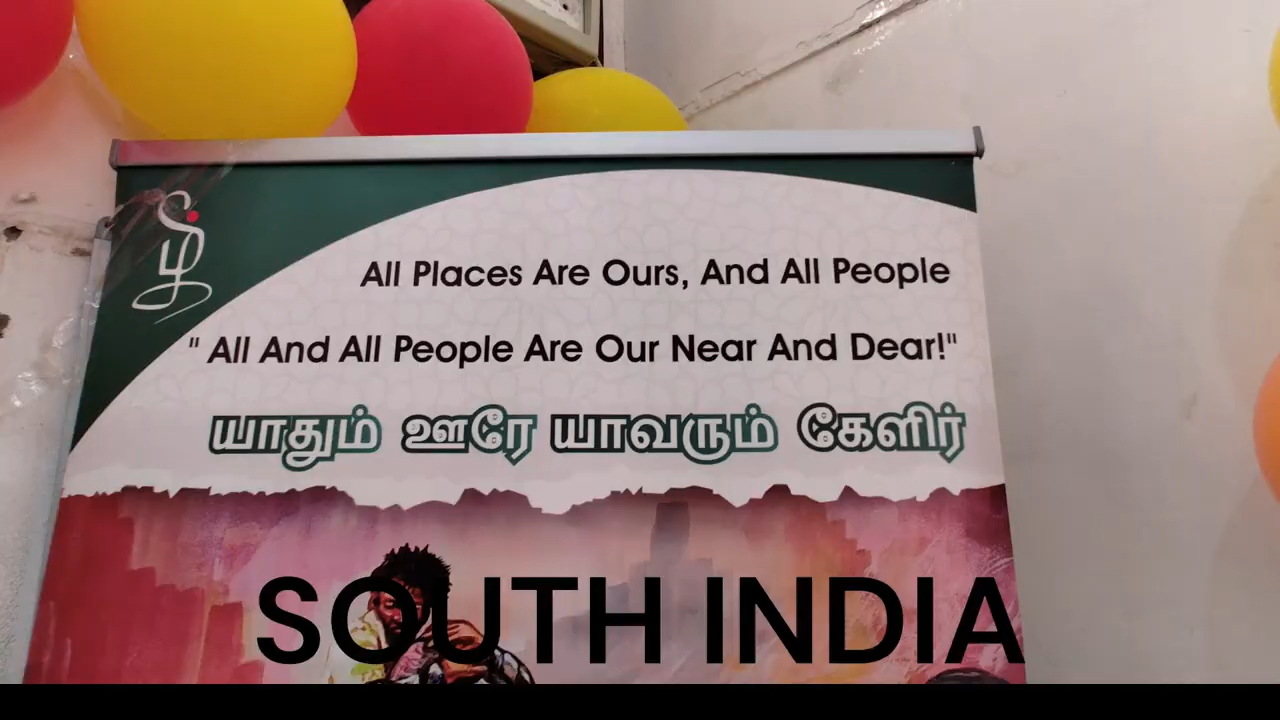 ழி
All Places Are Ours, And All People
" All And All People Are Our Near And Dear!"
யாதும் ஊரே யாவரும் கேளிர்
SOUTH INDIA